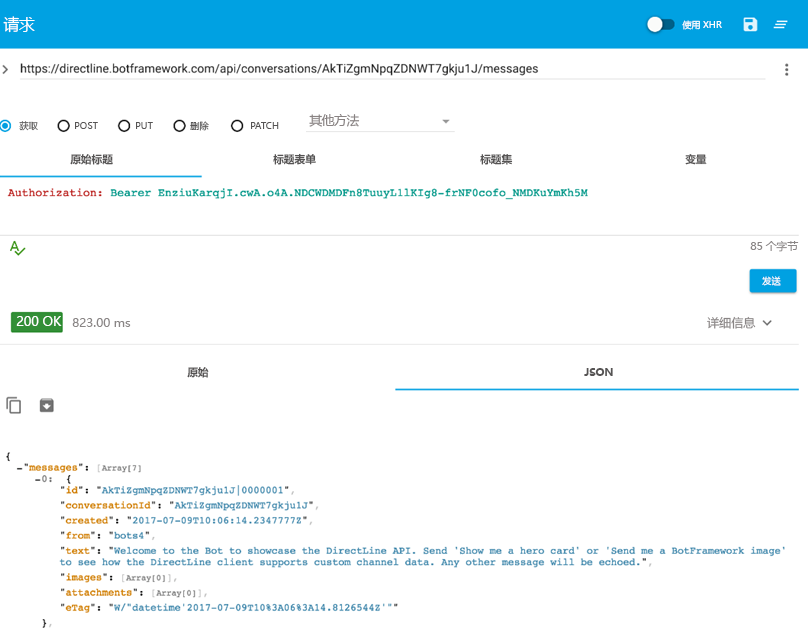 请求
使用 XHR
https://directline.botframework.com/api/conversations/AkTiZgmNpqZDNWT7gkju1J/messages
获取 POST PUT 删除 PATCH 其他方法
原始标题 标题表单 标题集 变量
Authorization: Bearer EnziuKarqjI.cwA.o4A.NDCWDMDFn8TuuyL1lKIg8-frNF0cofo_NMDKuYmKh5M
85 个字节
发送
200 OK 823.00 ms 详细信息
原始 JSON
{
"messages": [Array[7]
0: {
"id": "AkTiZgmNpqZDNWT7gkju1J|0000001",
"conversationId": "AkTiZgmNpqZDNWT7gkju1J",
"created": "2017-07-09T10:06:14.2347777Z",
"from": "bots4",
"text": "Welcome to the Bot to showcase the DirectLine API. Send 'Show me a hero card' or 'Send me a BotFramework image'
to see how the DirectLine client supports custom channel data. Any other message will be echoed.",
"images": [Array[0]],
"attachments": [Array[0]],
"eTag": "W/"datetime'2017-07-09T10%3A06%3A14.8126544Z'""
},